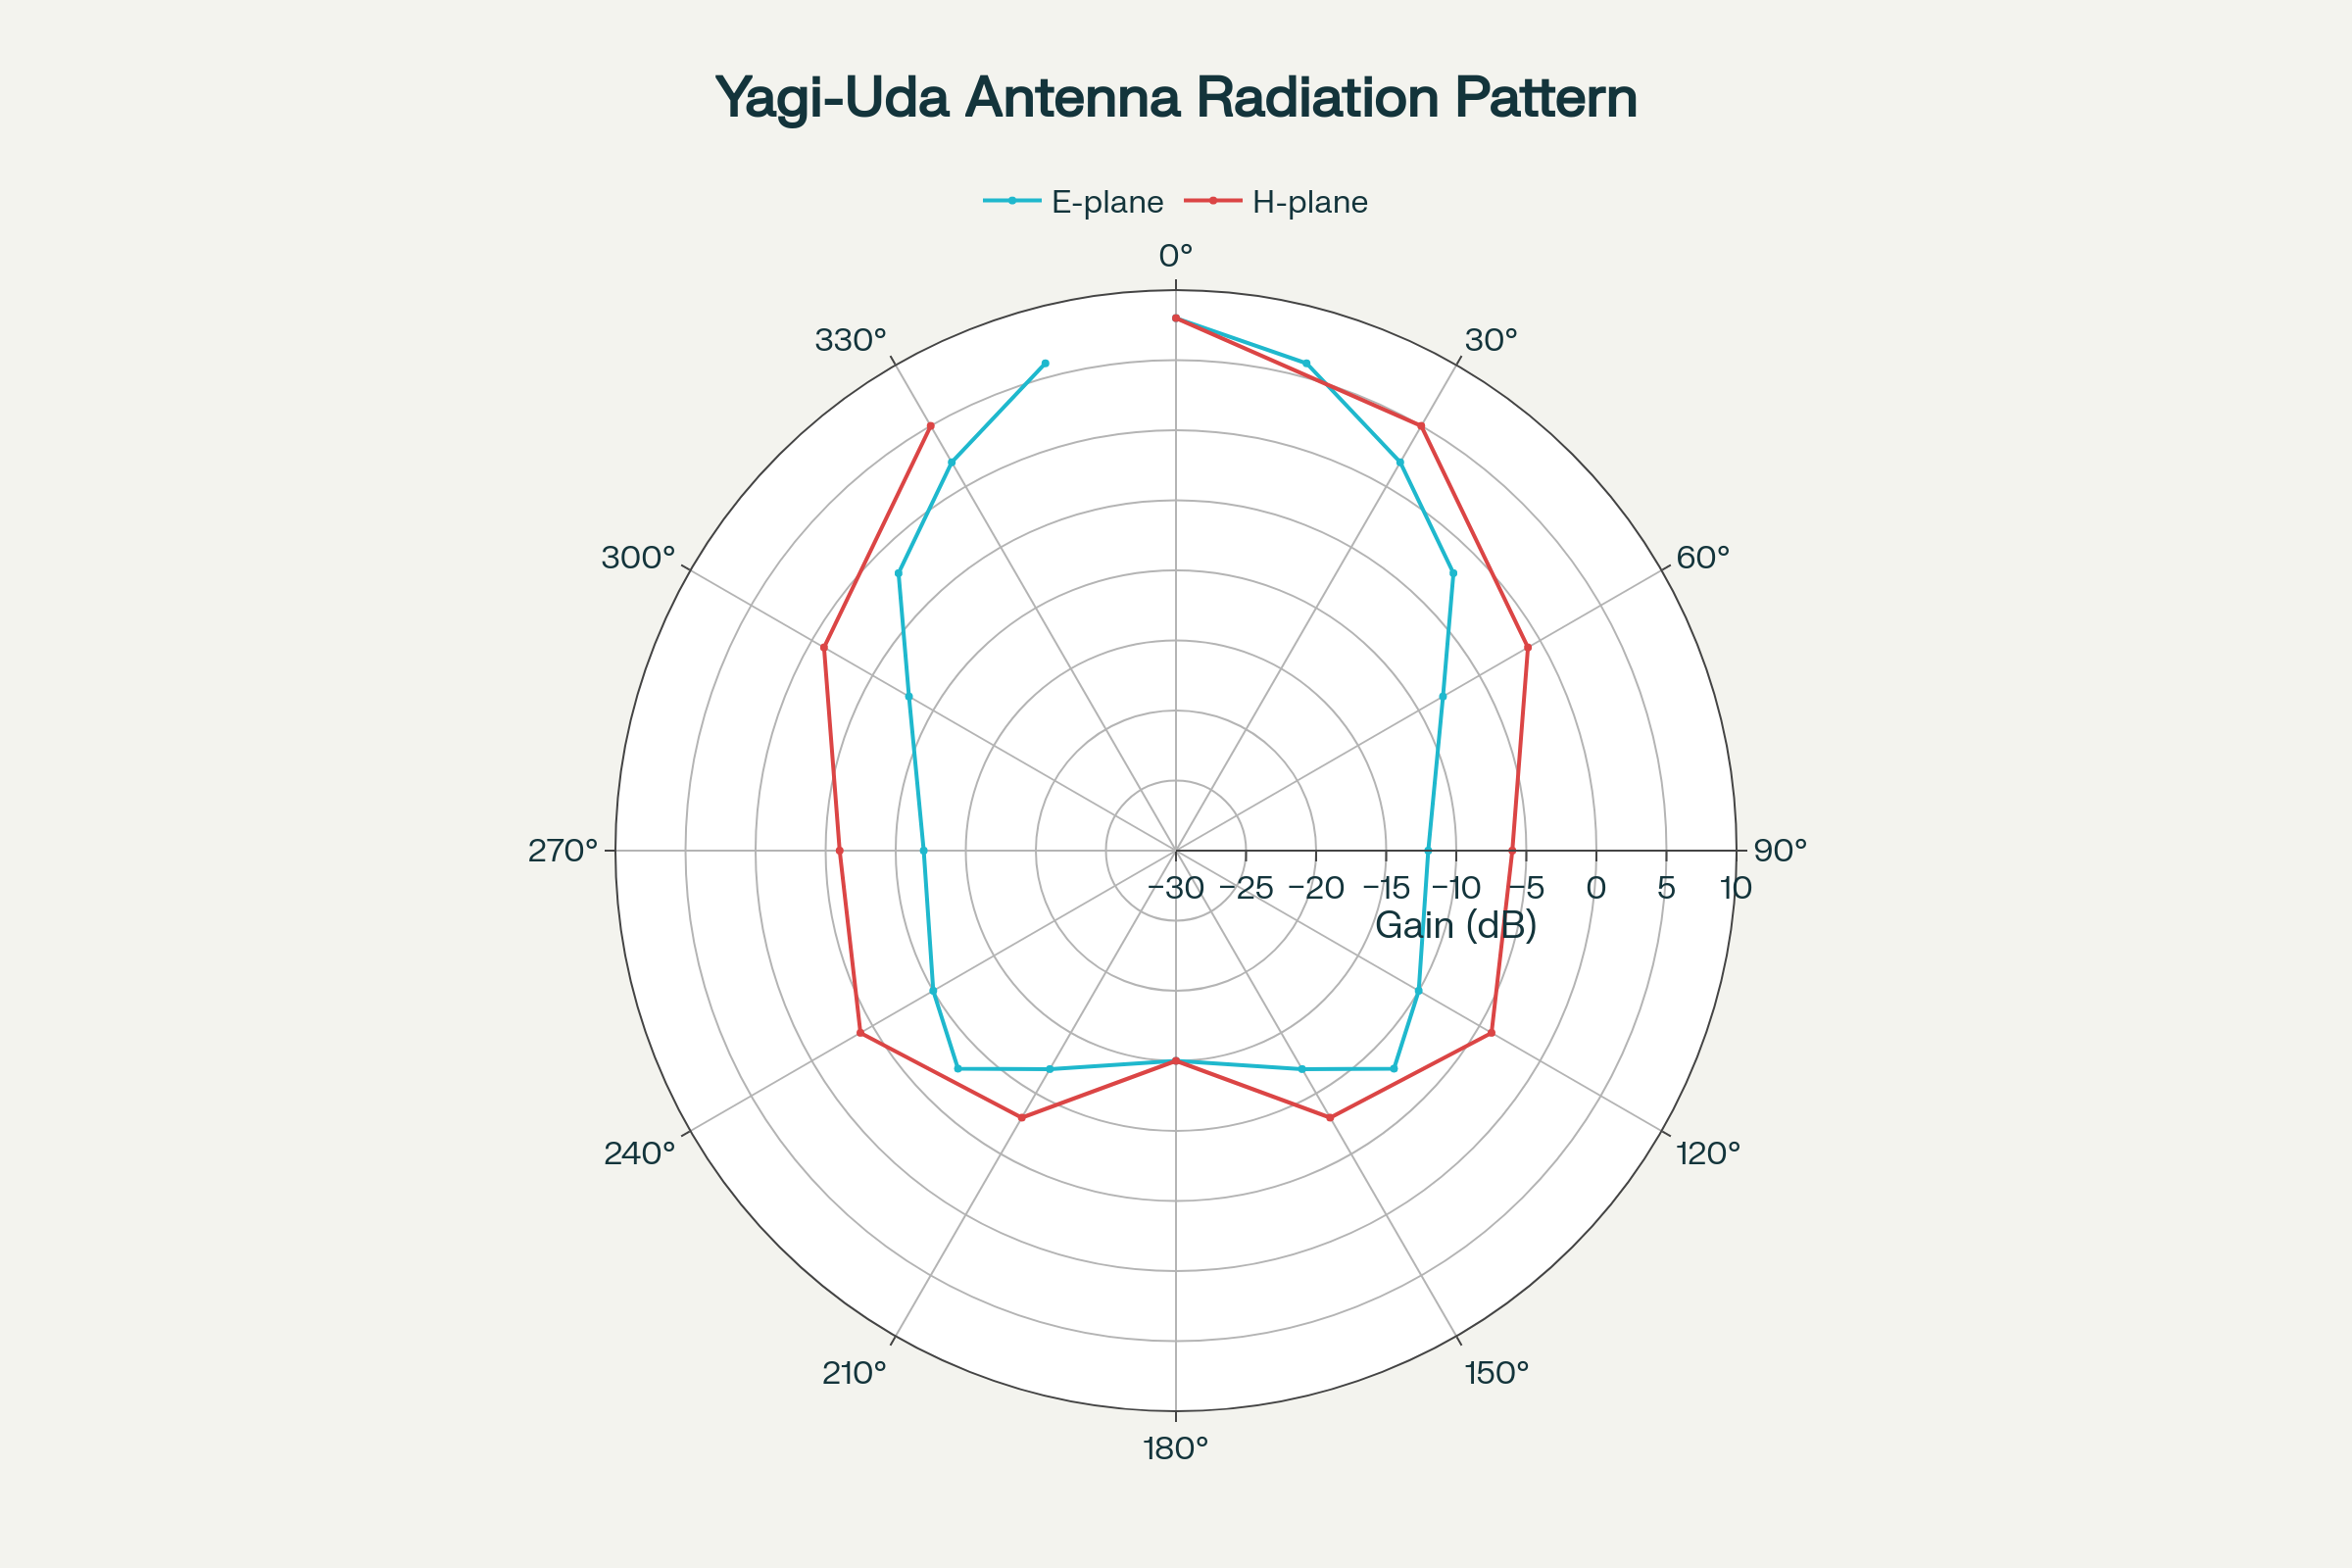 Yagi-Uda Antenna Radiation Pattern
E-plane H-plane
0°
330° 30°
300° 60°
270° 90°
−30 −25 −20 −15 −10 −5 0 5 10
Gain (dB)
240° 120°
210° 150°
180°